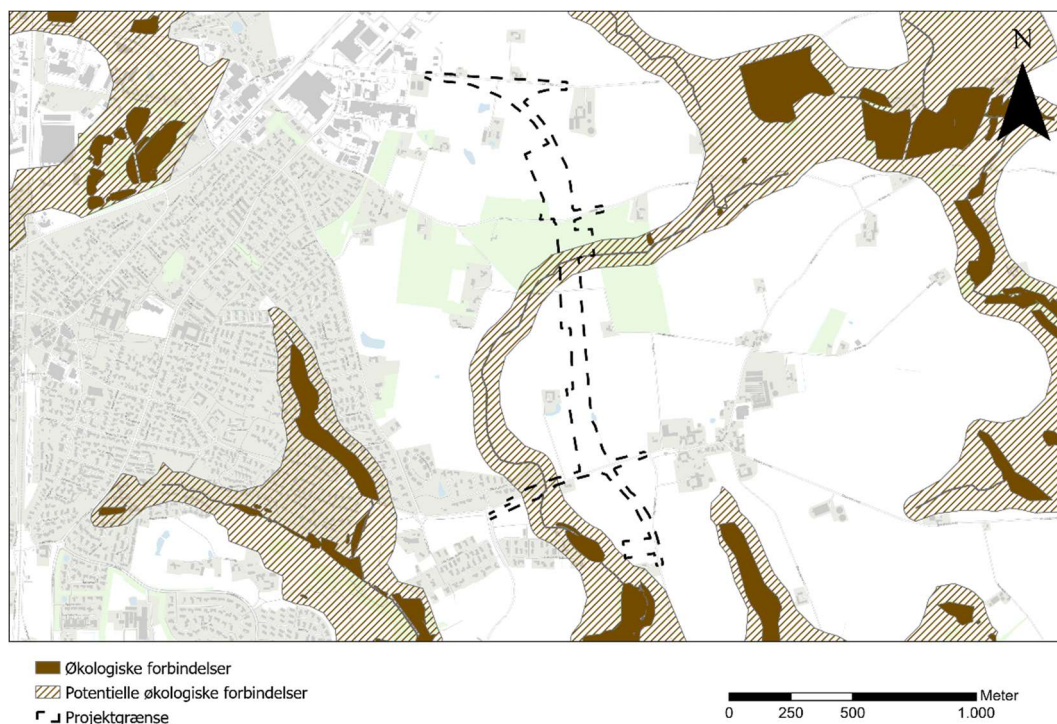 N
Økologiske forbindelser
Potentielle økologiske forbindelser
Projektgrænse
Meter
0 250 500 1.000